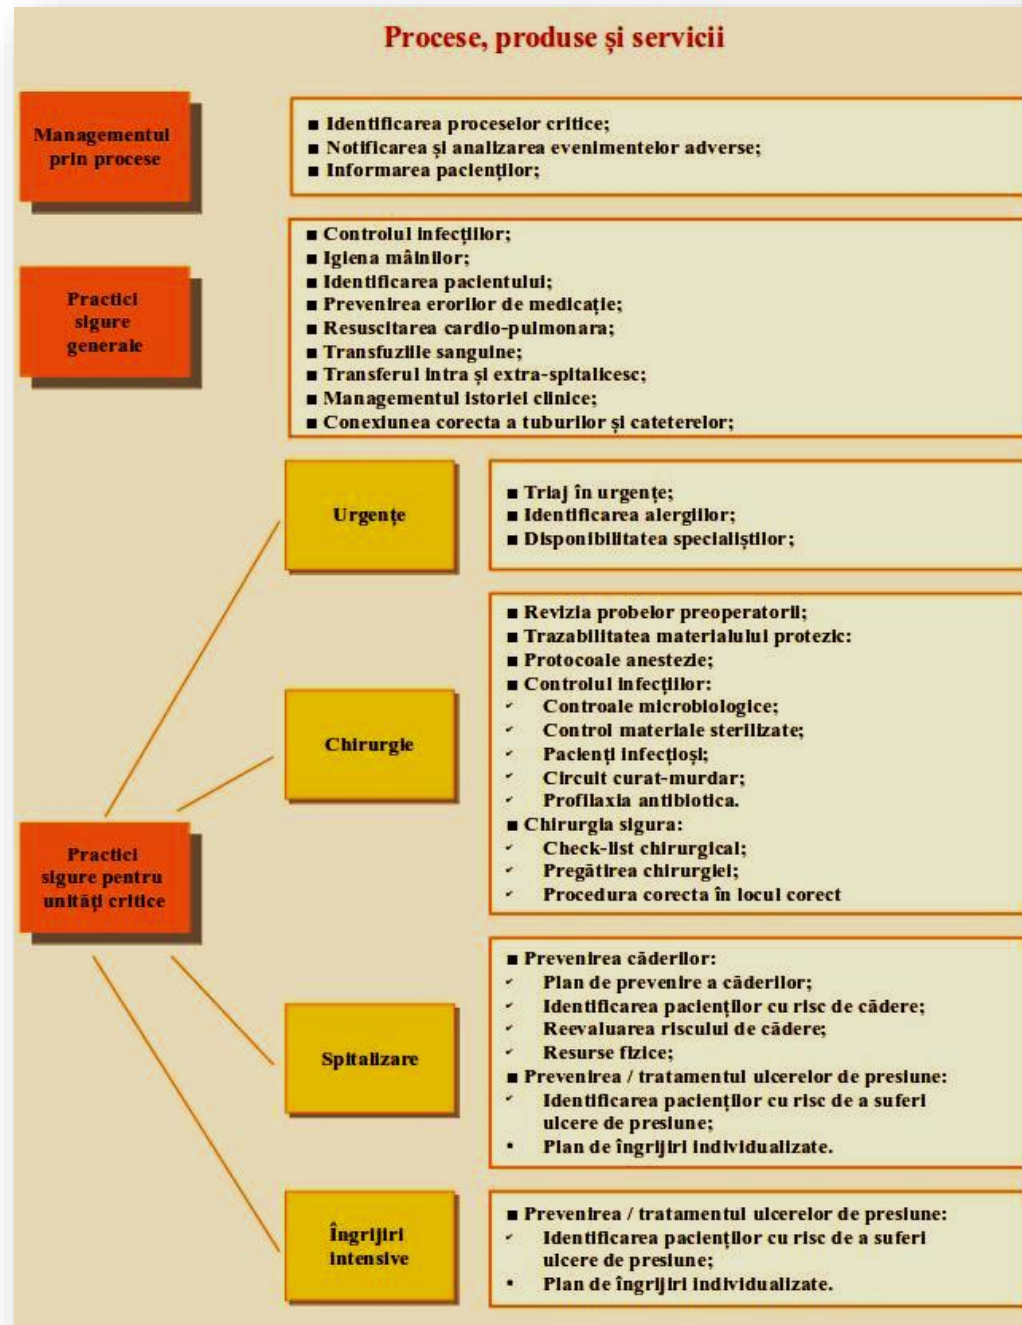 Procese, produse și servicii
Managementul
prin procese
■ Identificarea proceselor critice;
■ Notificarea și analizarea evenimentelor adverse;
■ Informarea pacienților;
Practici
sigure
generale
■ Controlul infecțiilor;
■ Igiena mâinilor;
■ Identificarea pacientului;
■ Prevenirea erorilor de medicație;
■ Resuscitarea cardio-pulmonara;
■ Transfuziile sanguine;
■ Transferul intra și extra-spitalicesc;
■ Managementul istoriei clinice;
■ Conexiunea corecta a tuburilor și cateterelor;
Practici
sigure pentru
unități critice
Urgențe
■ Triaj în urgențe;
■ Identificarea alergiilor;
■ Disponibilitatea specialiștilor;
Chirurgie
■ Revizia probelor preoperatorii;
■ Trazabilitatea materialului protezic:
■ Protocoale anestezie;
■ Controlul infecțiilor:
✓ Controale microbiologice;
✓ Control materiale sterilizate;
✓ Pacienți infecțioși;
✓ Circuit curat-murdar;
✓ Profilaxia antibiotica.
■ Chirurgia sigura:
✓ Check-list chirurgical;
✓ Pregătirea chirurgiei;
✓ Procedura corecta în locul corect
Spitalizare
■ Prevenirea căderilor:
✓ Plan de prevenire a căderilor;
✓ Identificarea pacienților cu risc de cădere;
✓ Reevaluarea riscului de cădere;
✓ Resurse fizice;
■ Prevenirea / tratamentul ulcerelor de presiune:
✓ Identificarea pacienților cu risc de a suferi
ulcere de presiune;
• Plan de îngrijiri individualizate.
Îngrijiri
intensive
■ Prevenirea / tratamentul ulcerelor de presiune:
✓ Identificarea pacienților cu risc de a suferi
ulcere de presiune;
• Plan de îngrijiri individualizate.